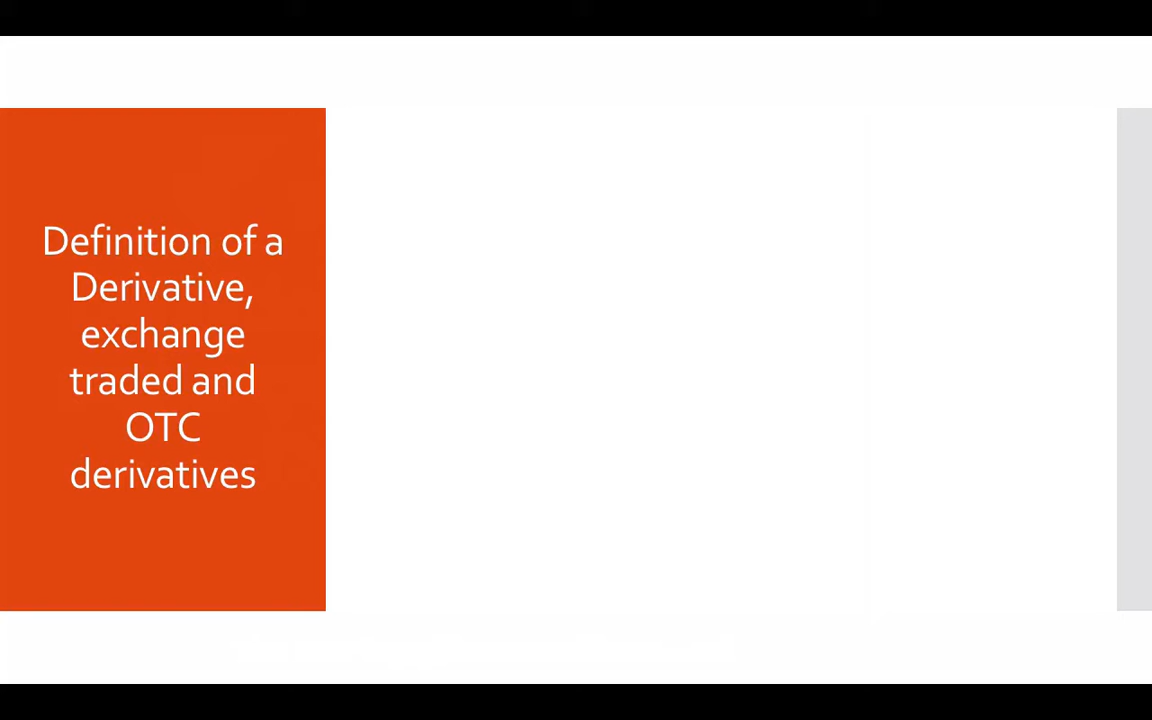 Definition of a
Derivative,
exchange
traded and
OTC
derivatives